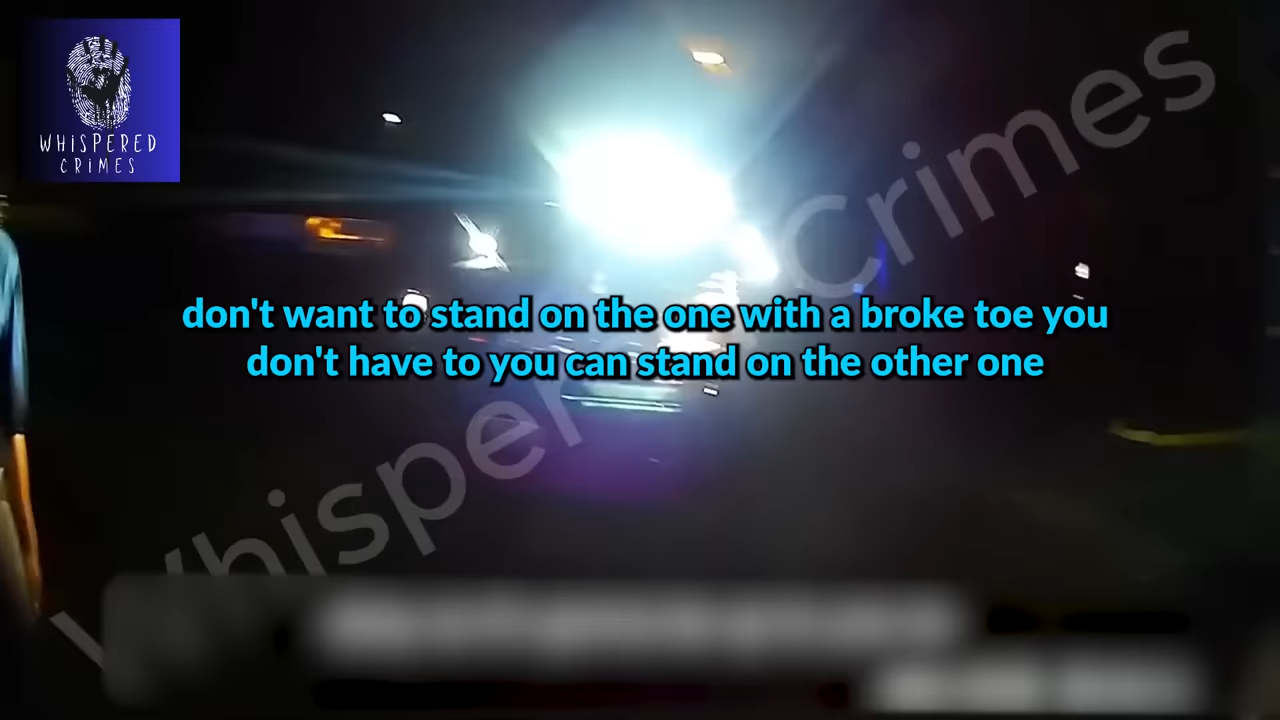 WHISPERED
CRIMES
don't want to stand on the one with a broke toe you
don't have to you can stand on the other one
Whispered Crimes